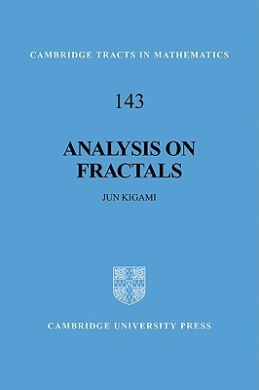 CAMBRIDGE TRACTS IN MATHEMATICS
143
ANALYSIS ON
FRACTALS
JUN KIGAMI
CAMBRIDGE UNIVERSITY PRESS